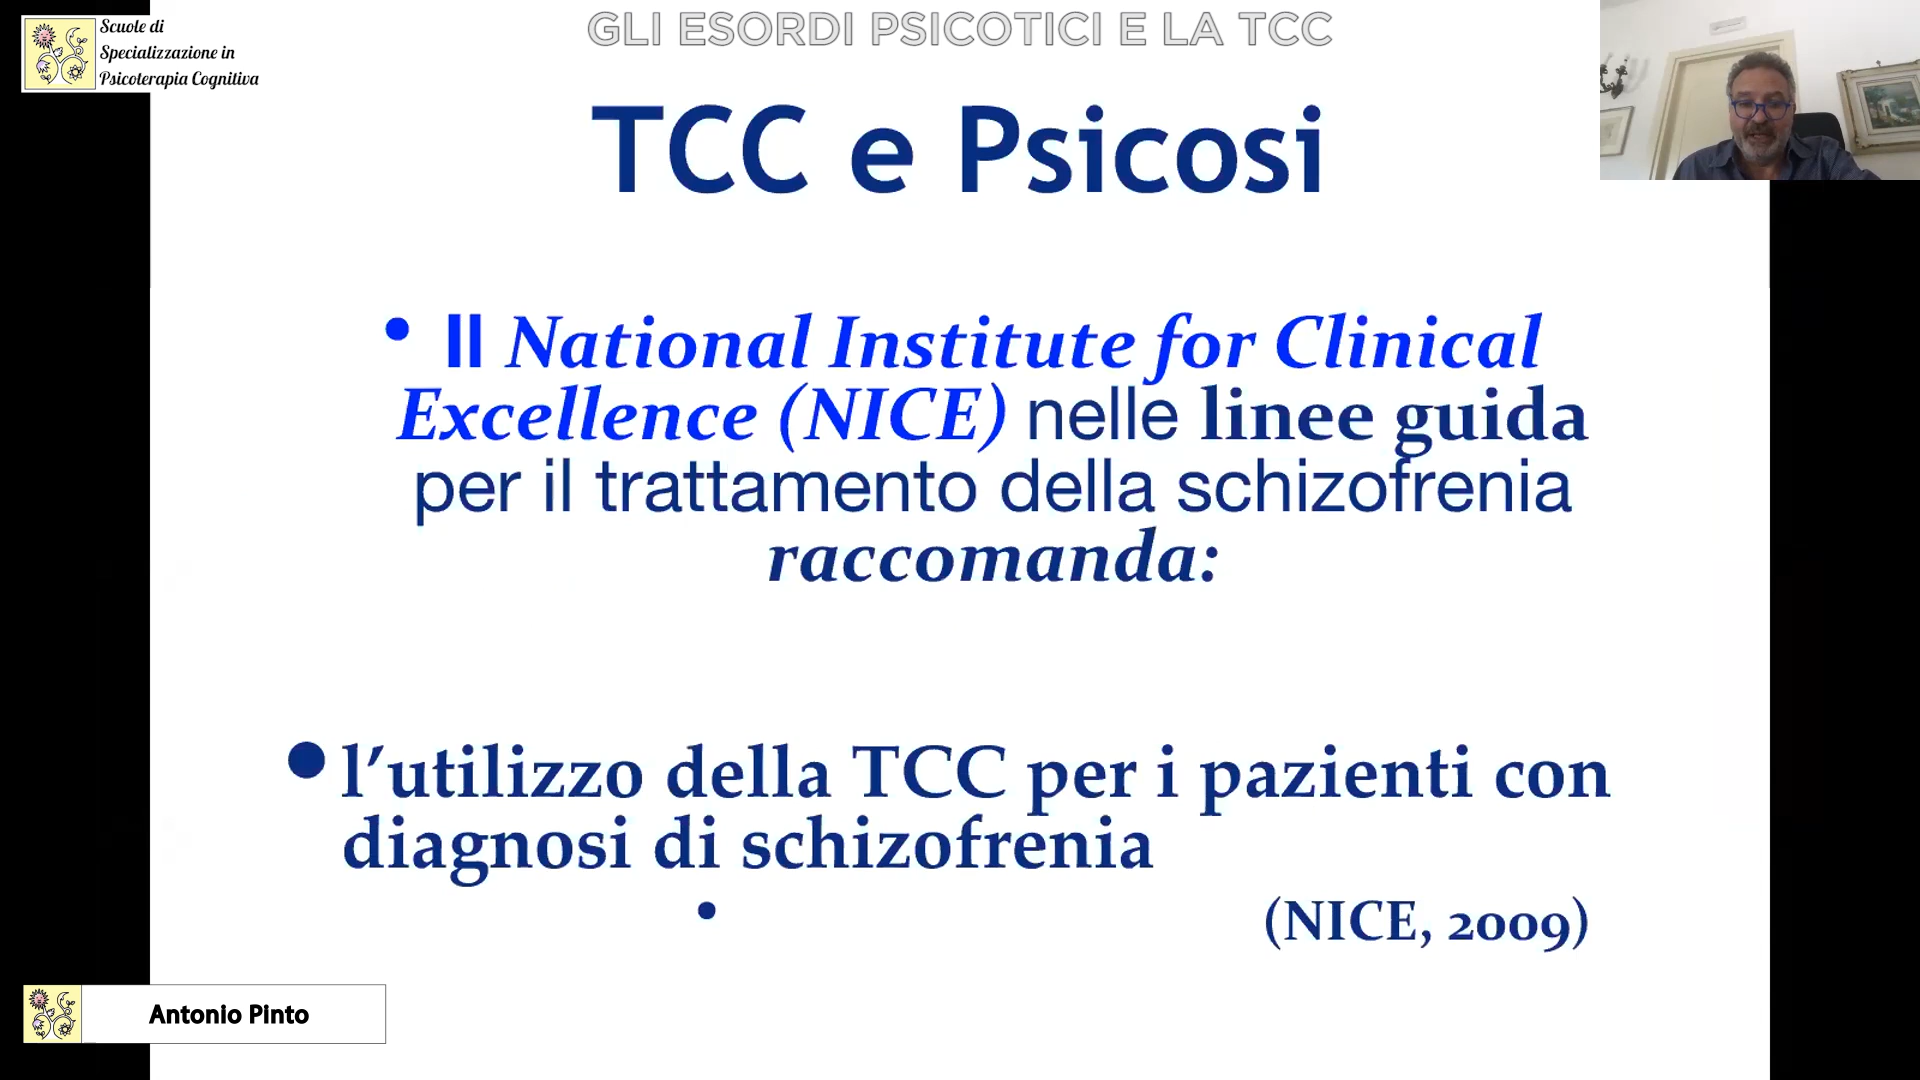 Scuole di
Specializzazione in
Psicoterapia Cognitiva
GLI ESORDI PSICOTICI E LA TCC
TCC e Psicosi
• Il National Institute for Clinical
Excellence (NICE) nelle linee guida
per il trattamento della schizofrenia
raccomanda:
• l’utilizzo della TCC per i pazienti con
diagnosi di schizofrenia
• (NICE, 2009)
Antonio Pinto